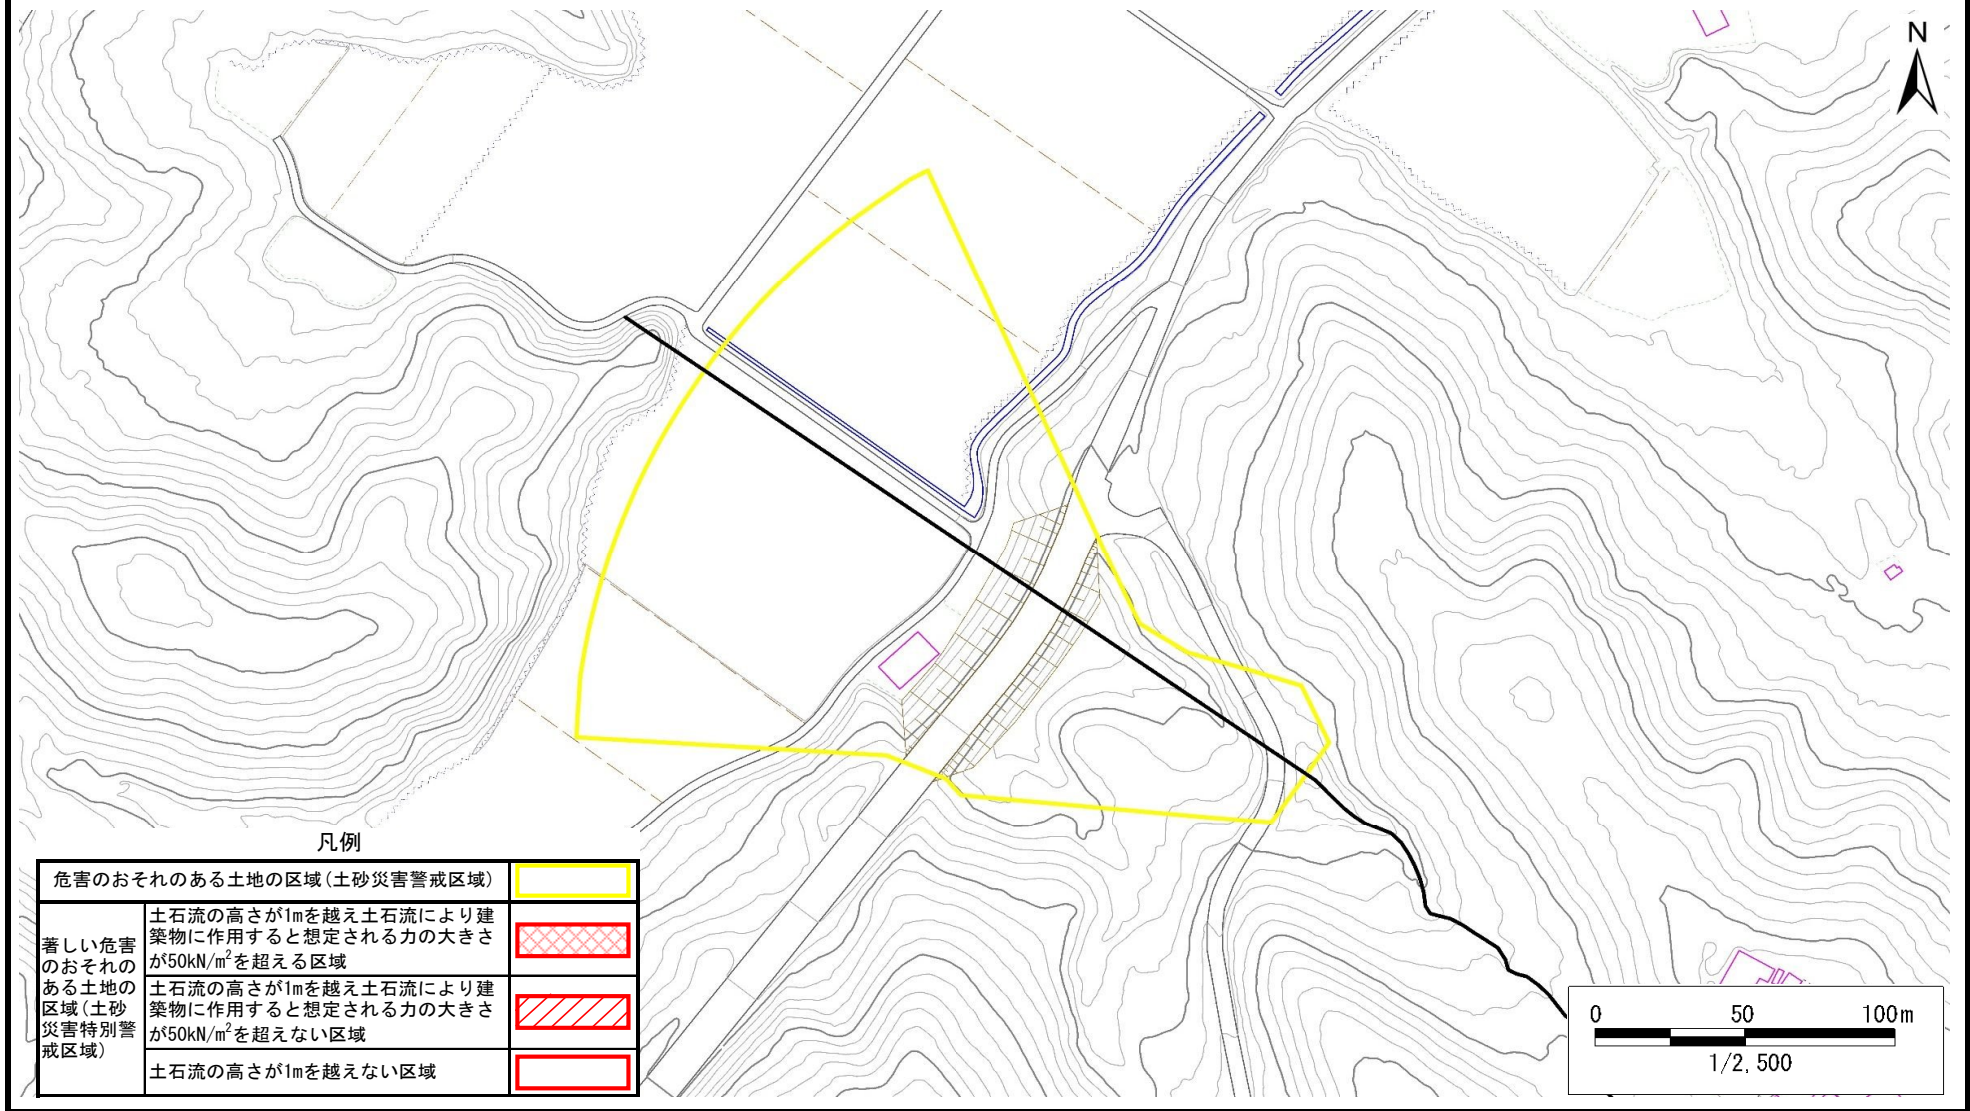 N
凡例
危害のおそれのある土地の区域(土砂災害警戒区域)
著しい危害
のおそれの
ある土地の
区域(土砂
災害特別警
戒区域)
土石流の高さが1mを越え土石流により建
築物に作用すると想定される力の大きさ
が50kN/m²を超える区域
土石流の高さが1mを越え土石流により建
築物に作用すると想定される力の大きさ
が50kN/m²を超えない区域
土石流の高さが1mを越えない区域
0 50 100m
1/2,500